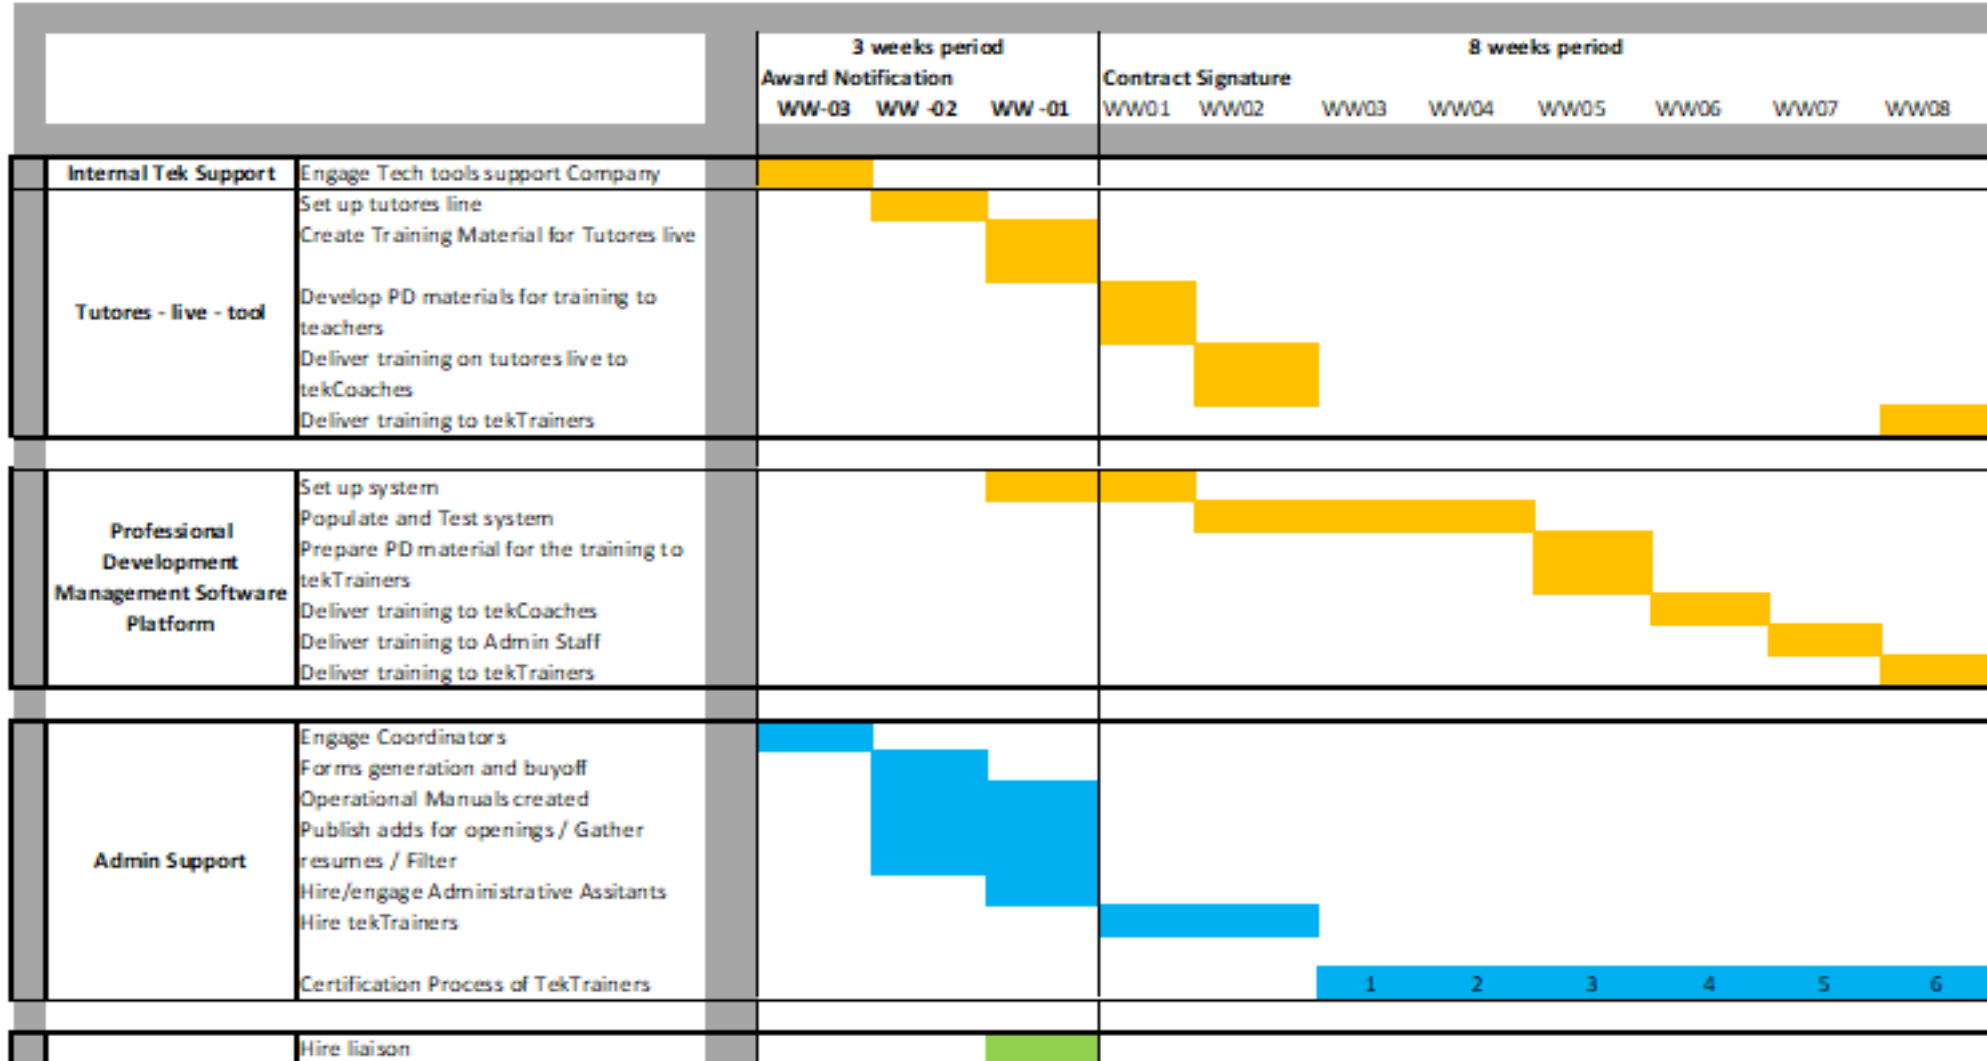 3 weeks period 8 weeks period
Award Notification Contract Signature
WW-03 WW -02 WW -01 WW01 WW02 WW03 WW04 WW05 WW06 WW07 WW08
Internal Tek Support Engage Tech tools support Company
Tutores - live - tool
Set up tutores line
Create Training Material for Tutores live
Develop PD materials for training to
teachers
Deliver training on tutores live to
tekCoaches
Deliver training to tekTrainers
Professional
Development
Management Software
Platform
Set up system
Populate and Test system
Prepare PD material for the training to
tekTrainers
Deliver training to tekCoaches
Deliver training to Admin Staff
Deliver training to tekTrainers
Admin Support
Engage Coordinators
Forms generation and buyoff
Operational Manuals created
Publish adds for openings / Gather
resumes / Filter
Hire/engage Administrative Assitants
Hire tekTrainers
Certification Process of TekTrainers 1 2 3 4 5 6
Hire liaison